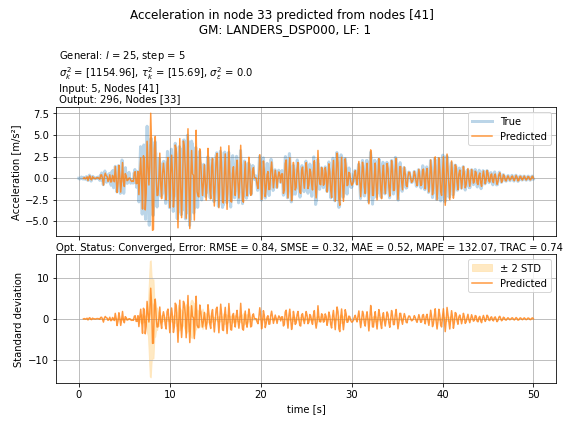 Acceleration in node 33 predicted from nodes [41]
GM: LANDERS_DSP000, LF: 1
General: l = 25, step = 5
σ²ₖ = [1154.96], τ²ₖ = [15.69], σ²ε = 0.0
Input: 5, Nodes [41]
Output: 296, Nodes [33]
Acceleration [m/s²]
7.5
5.0
2.5
0.0
−2.5
−5.0
True
Predicted
Opt. Status: Converged, Error: RMSE = 0.84, SMSE = 0.32, MAE = 0.52, MAPE = 132.07, TRAC = 0.74
Standard deviation
10
0
−10
± 2 STD
Predicted
0 10 20 30 40 50
time [s]